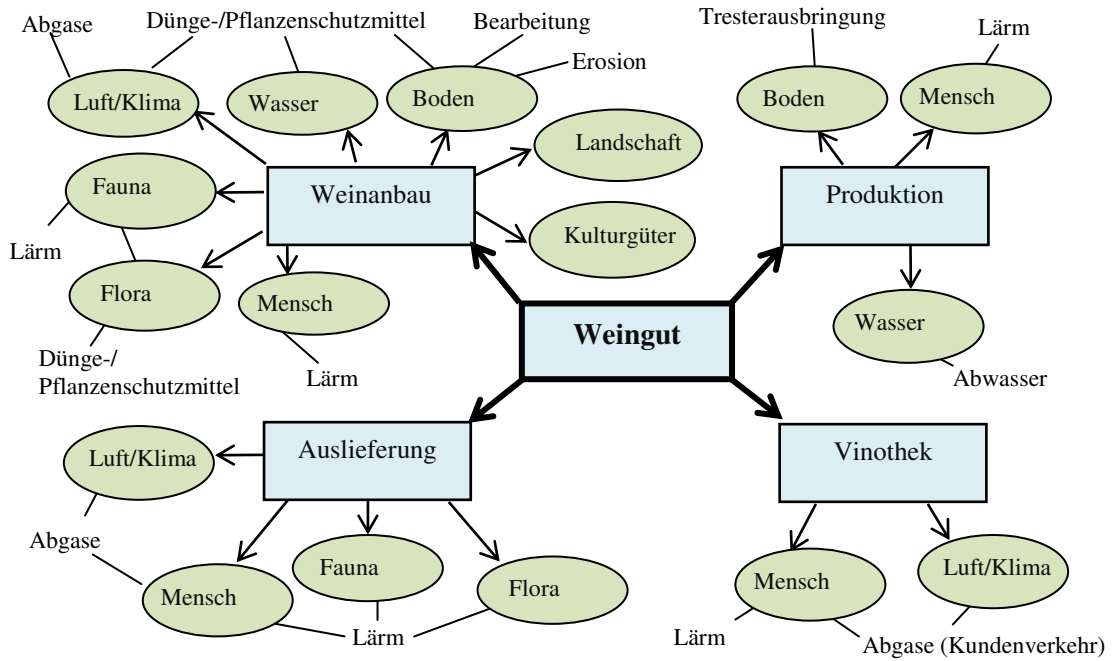 Abgase
Dünge-/Pflanzenschutzmittel
Bearbeitung
Erosion
Luft/Klima
Wasser
Boden
Landschaft
Fauna
Weinanbau
Kulturgüter
Lärm
Flora
Mensch
Dünge-/
Pflanzenschutzmittel
Lärm
Tresterausbringung
Lärm
Boden
Mensch
Produktion
Wasser
Abwasser
Weingut
Auslieferung
Luft/Klima
Abgase
Mensch
Fauna
Flora
Lärm
Vinothek
Mensch
Luft/Klima
Lärm
Abgase (Kundenverkehr)